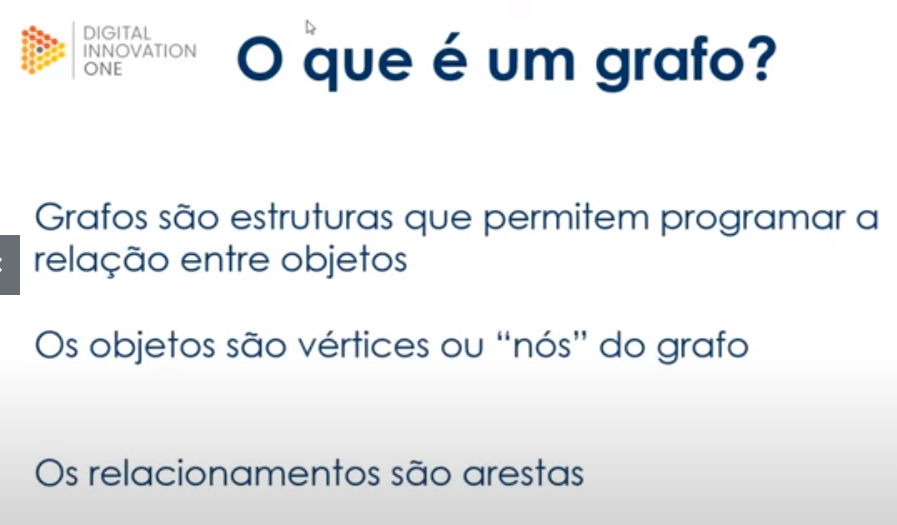 DIGITAL
INNOVATION
ONE
O que é um grafo?
Grafos são estruturas que permitem programar a
relação entre objetos
Os objetos são vértices ou “nós” do grafo
Os relacionamentos são arestas